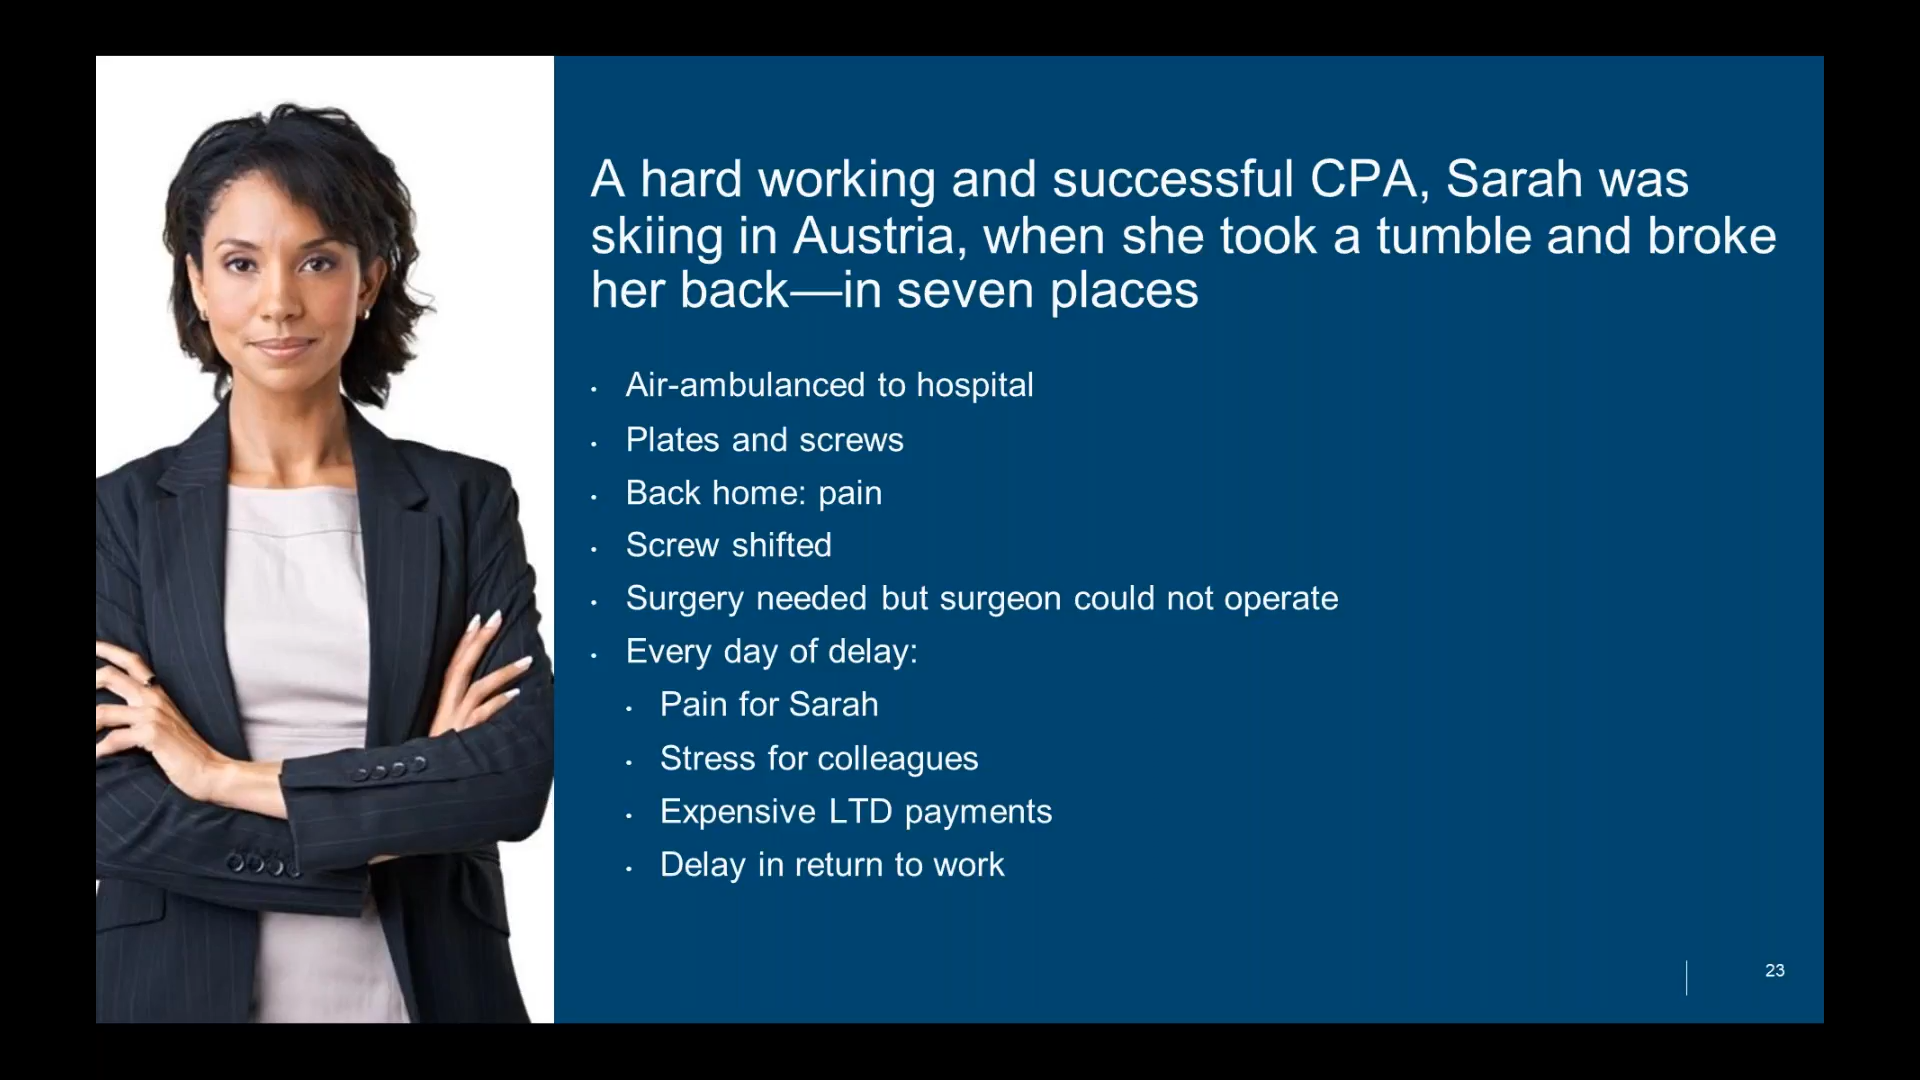 A hard working and successful CPA, Sarah was
skiing in Austria, when she took a tumble and broke
her back—in seven places
• Air-ambulanced to hospital
• Plates and screws
• Back home: pain
• Screw shifted
• Surgery needed but surgeon could not operate
• Every day of delay:
• Pain for Sarah
• Stress for colleagues
• Expensive LTD payments
• Delay in return to work
23